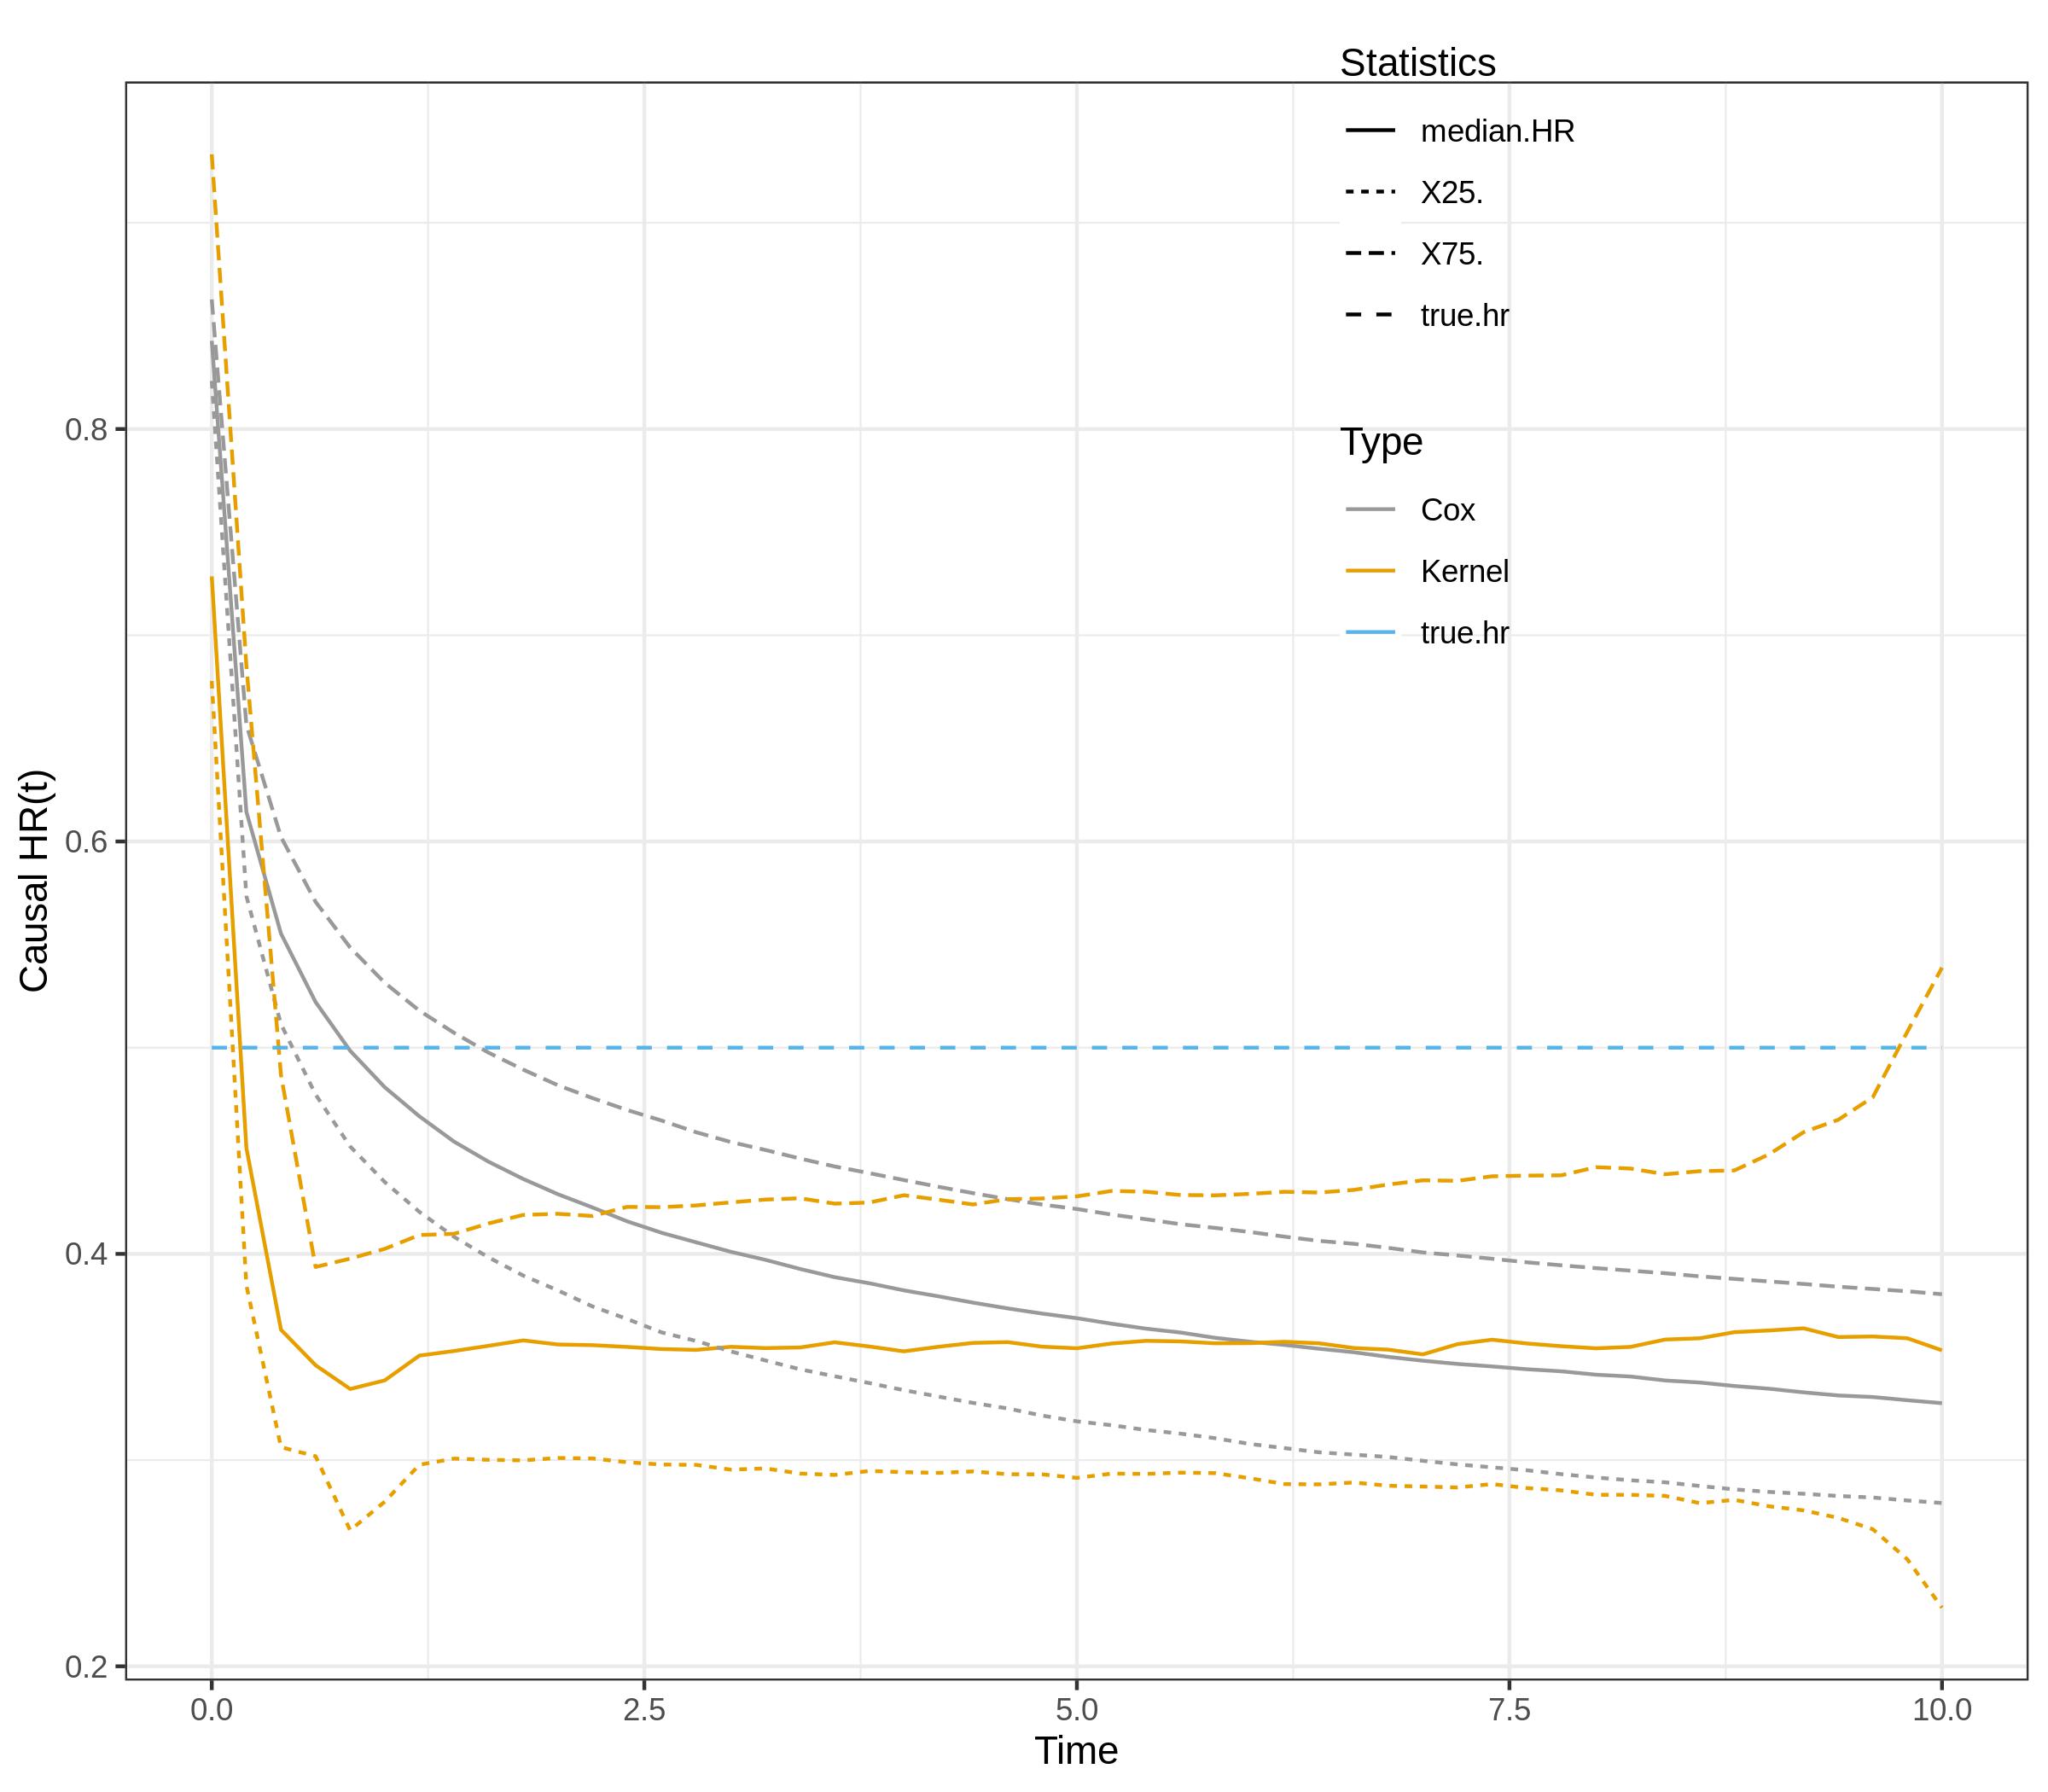 Statistics
median.HR
X25.
X75.
true.hr
Type
Cox
Kernel
true.hr
Causal HR(t)
0.8
0.6
0.4
0.2
0.0 2.5 5.0 7.5 10.0
Time